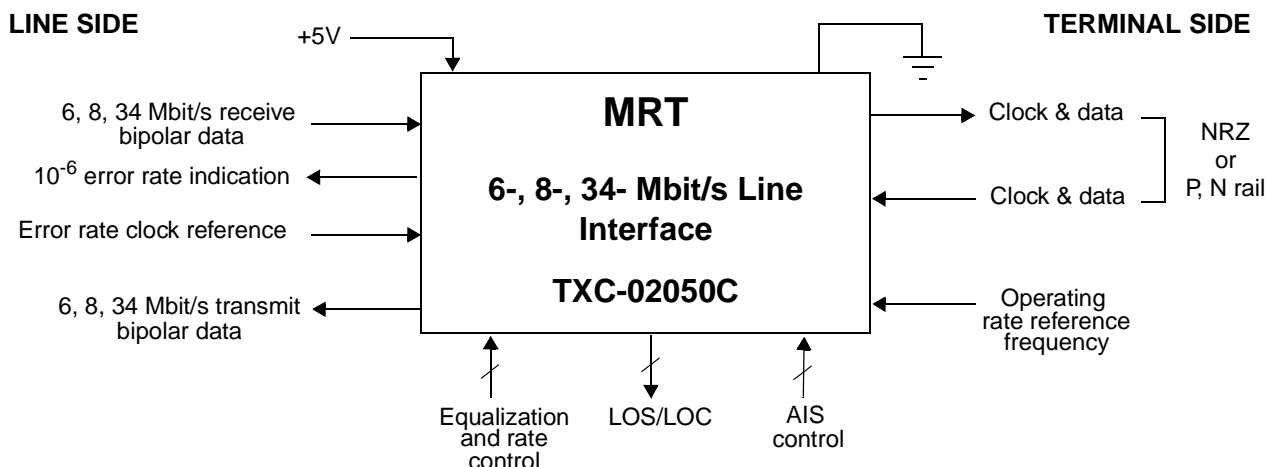 LINE SIDE
TERMINAL SIDE
+5V
6, 8, 34 Mbit/s receive
bipolar data
10-6 error rate indication
Error rate clock reference
6, 8, 34 Mbit/s transmit
bipolar data
MRT
6-, 8-, 34- Mbit/s Line
Interface
TXC-02050C
Clock & data
Clock & data
NRZ
or
P, N rail
Operating
rate reference
frequency
Equalization
and rate
control
LOS/LOC
AIS
control